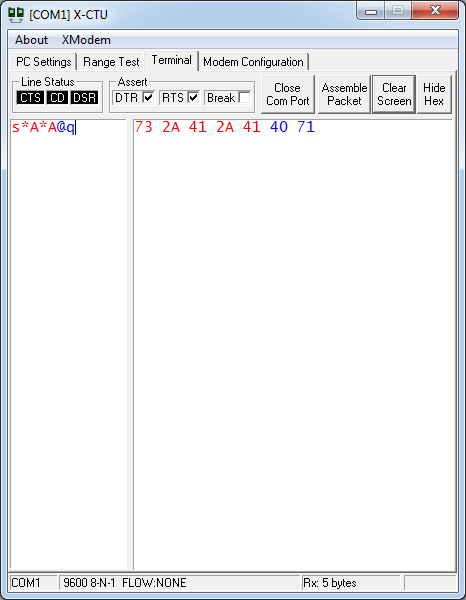 [COM1] X-CTU
About XModem
PC Settings Range Test Terminal Modem Configuration
Line Status Assert
CTS CD DSR DTR RTS Break
Close Com Port
Assemble Packet
Clear Screen
Hide Hex
s*A*A@q 73 2A 41 2A 41 40 71
COM1 9600 8-N-1 FLOW:NONE Rx: 5 bytes